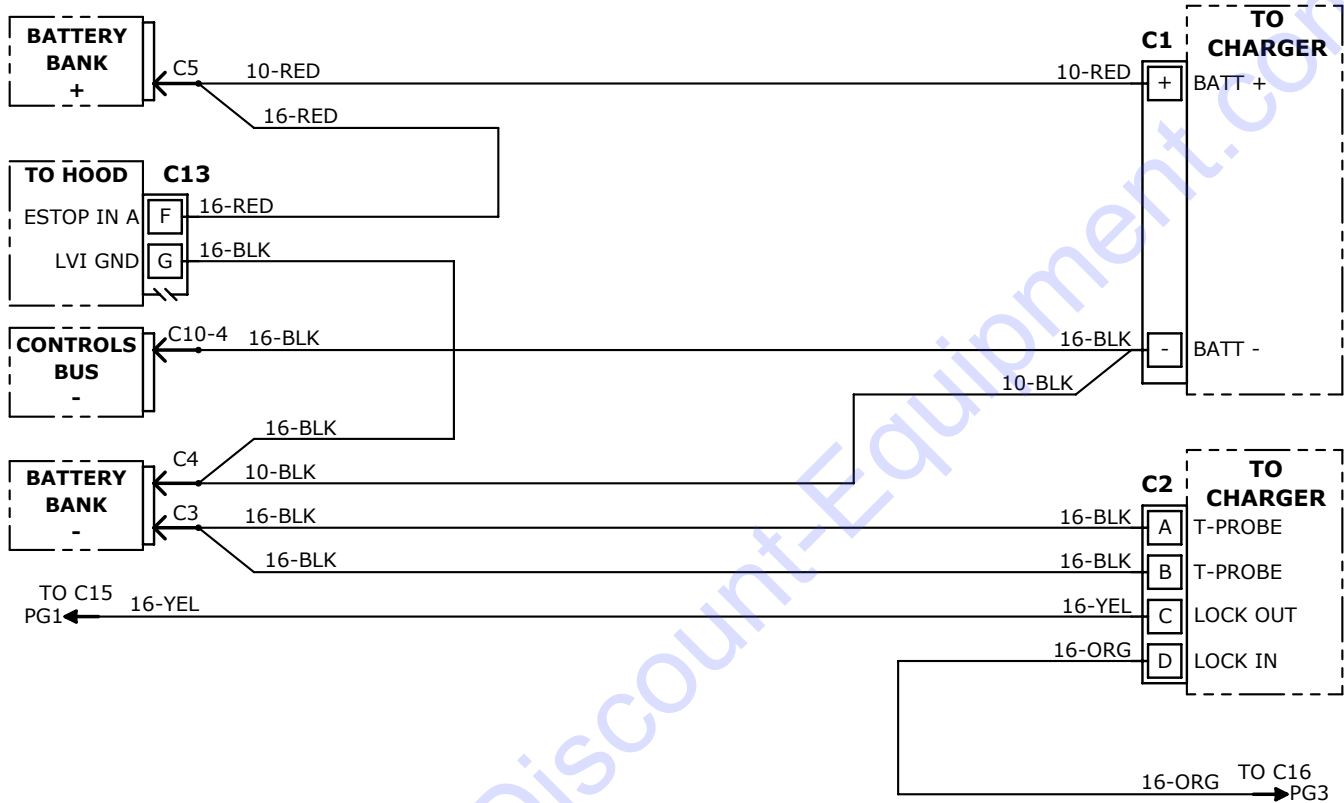 BATTERY
BANK
+
C5
10-RED
10-RED
C1
+
TO
CHARGER
BATT +
16-RED
TO HOOD
C13
ESTOP IN A
F
16-RED
LVI GND
G
16-BLK
CONTROLS
BUS
-
C10-4
16-BLK
16-BLK
-
BATT -
10-BLK
16-BLK
BATTERY
BANK
-
C4
10-BLK
C3
16-BLK
16-BLK
C2
TO
CHARGER
A
T-PROBE
16-BLK
16-BLK
B
T-PROBE
TO C15
PG1
16-YEL
16-YEL
C
LOCK OUT
16-ORG
D
LOCK IN
16-ORG
TO C16
PG3
Discount-Equipment.com